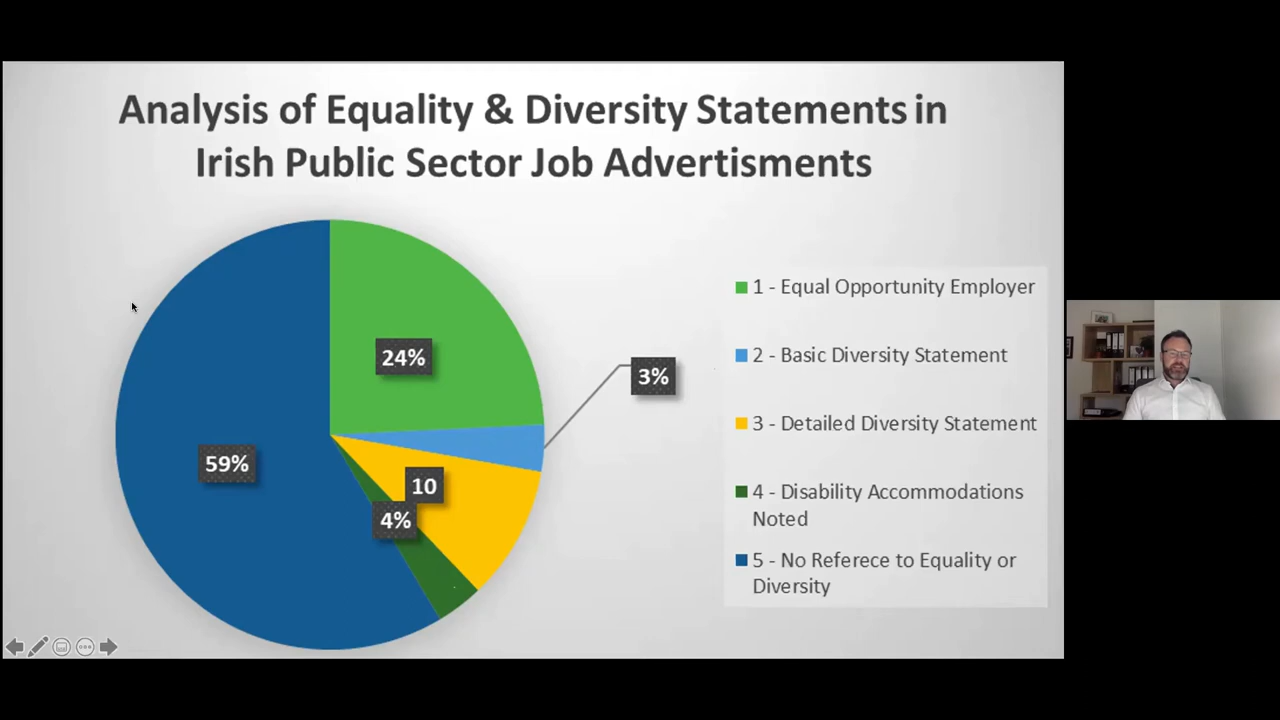 Analysis of Equality & Diversity Statements in
Irish Public Sector Job Advertisments
24%
3%
59%
10
4%
1 - Equal Opportunity Employer
2 - Basic Diversity Statement
3 - Detailed Diversity Statement
4 - Disability Accommodations
Noted
5 - No Referece to Equality or
Diversity